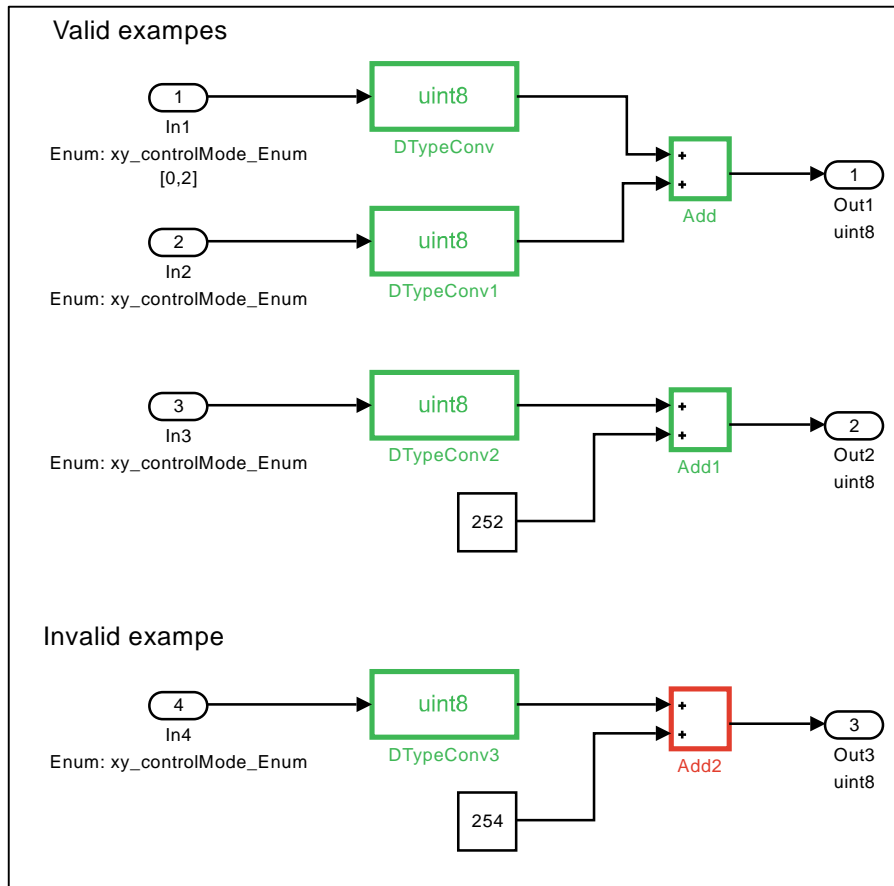 Valid exampes
1
uint8
In1
DTypeConv
Enum: xy_controlMode_Enum
[0,2]
+
+
Add
1
Out1
uint8
2
uint8
In2
DTypeConv1
Enum: xy_controlMode_Enum
3
uint8
In3
DTypeConv2
Enum: xy_controlMode_Enum
+
+
Add1
2
Out2
uint8
252
Invalid exampe
4
uint8
In4
DTypeConv3
Enum: xy_controlMode_Enum
+
+
Add2
3
Out3
uint8
254